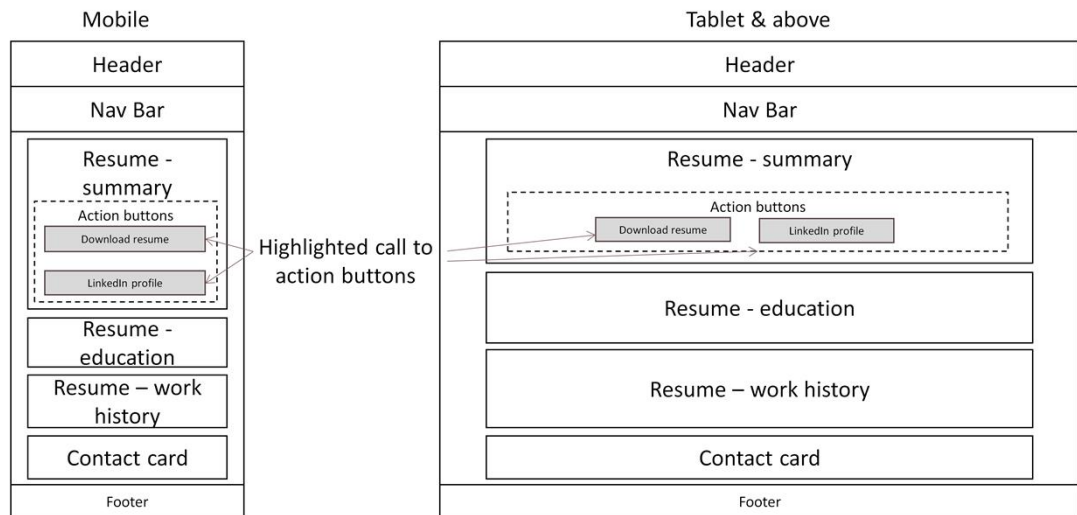 Mobile
Header
Nav Bar
Resume -
summary
Action buttons
Download resume
LinkedIn profile
Resume -
education
Resume – work
history
Contact card
Footer
Highlighted call to
action buttons
Tablet & above
Header
Nav Bar
Resume - summary
Action buttons
Download resume
LinkedIn profile
Resume - education
Resume – work history
Contact card
Footer